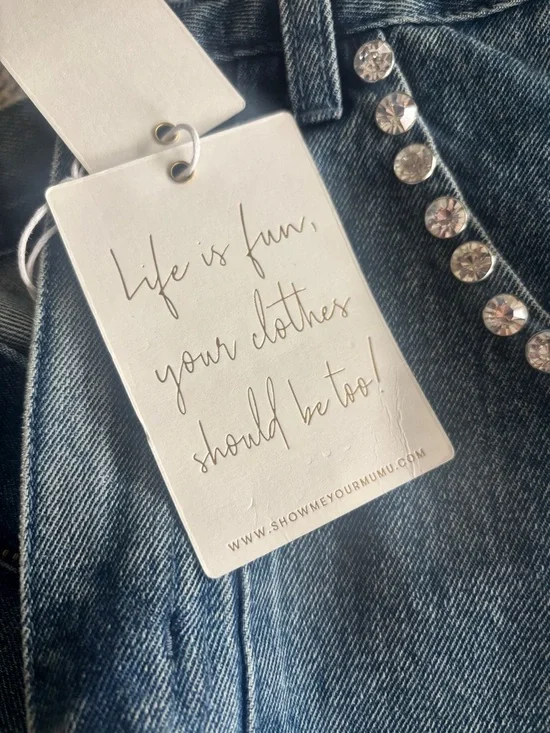 Life is fun,
your clothes
should be too!
WWW.SHOWMEYOURMUMU.COM